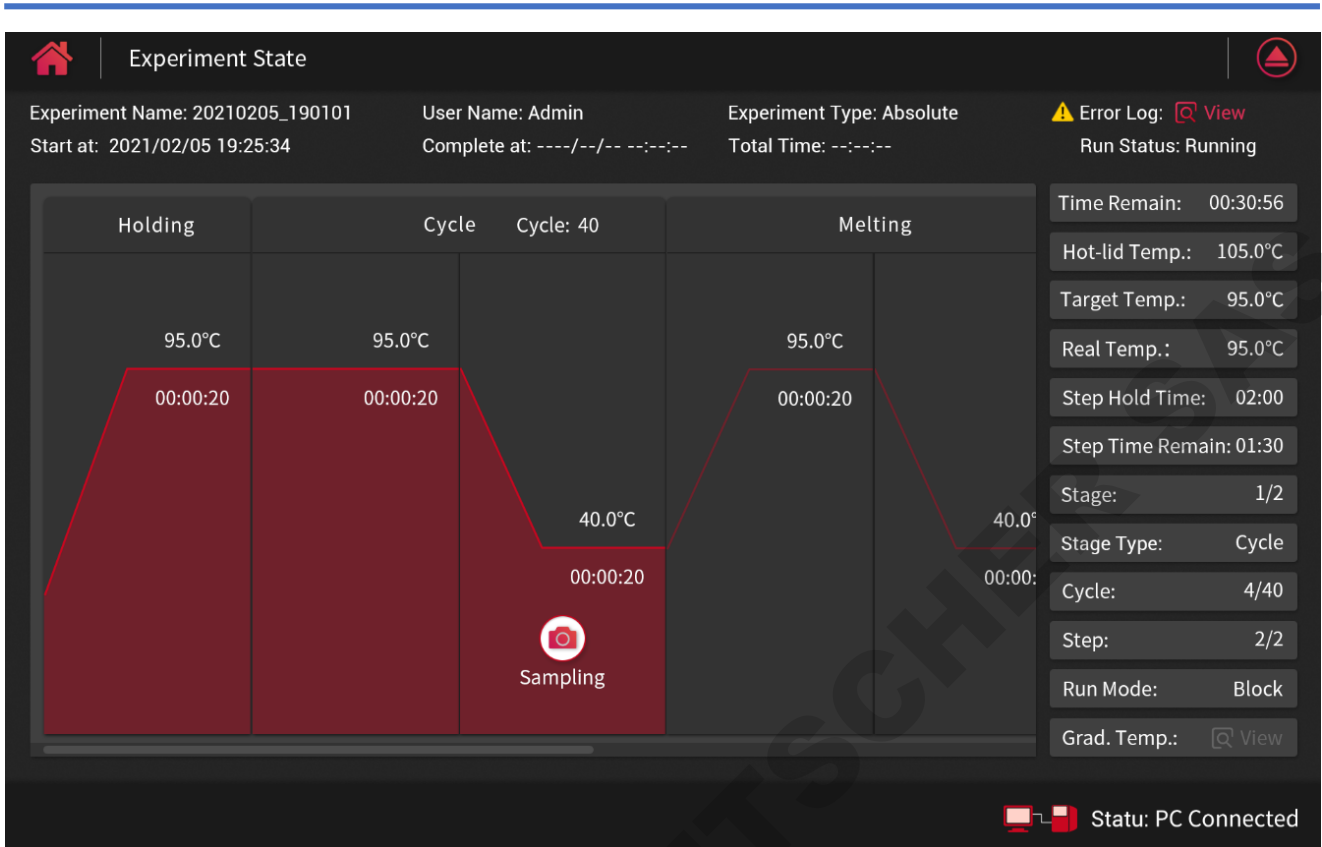 Experiment State
Experiment Name: 20210205_190101
User Name: Admin
Experiment Type: Absolute
Error Log: View
Start at: 2021/02/05 19:25:34
Complete at: ----/--/-- --:--:--
Total Time: --:--:--
Run Status: Running
Holding
Cycle Cycle: 40
Melting
95.0°C
95.0°C
95.0°C
00:00:20
00:00:20
00:00:20
40.0°C
40.0°
00:00:20
00:00:
Sampling
Time Remain: 00:30:56
Hot-lid Temp.: 105.0°C
Target Temp.: 95.0°C
Real Temp.: 95.0°C
Step Hold Time: 02:00
Step Time Remain: 01:30
Stage: 1/2
Stage Type: Cycle
Cycle: 4/40
Step: 2/2
Run Mode: Block
Grad. Temp.: View
Statu: PC Connected